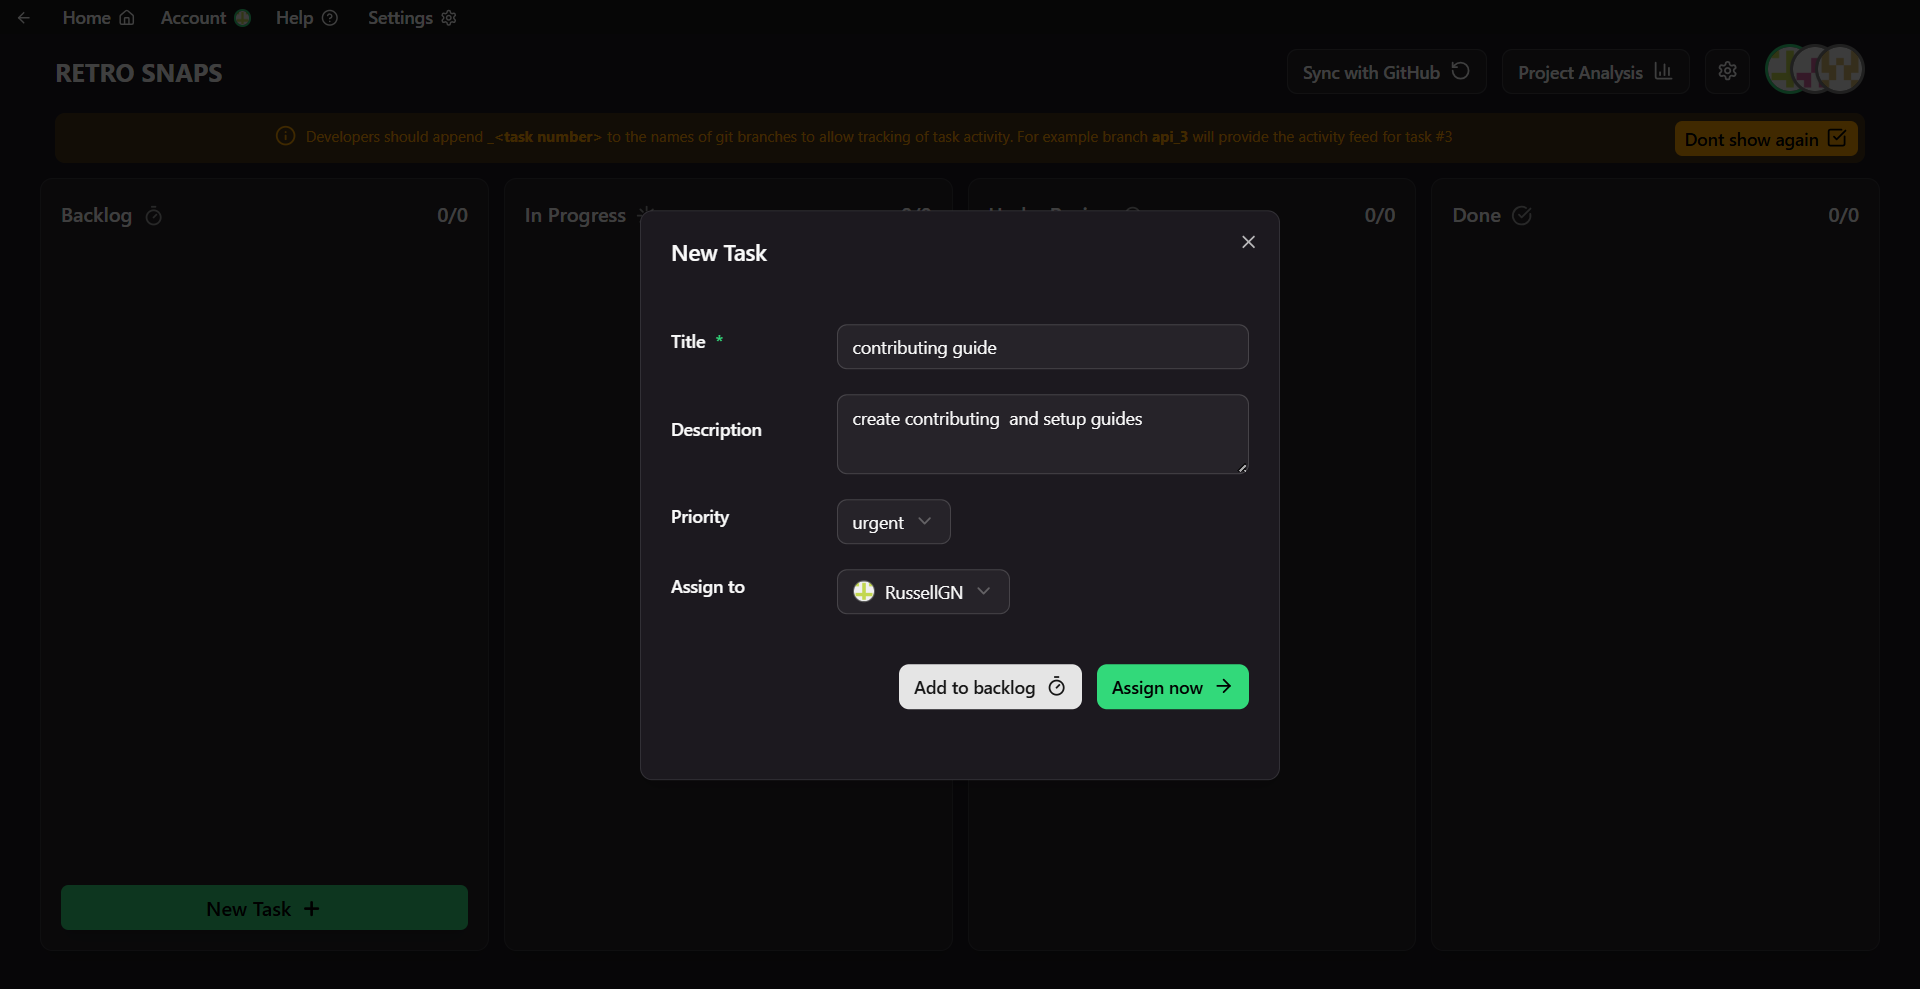 Home Account Help Settings
RETRO SNAPS
Sync with GitHub
Project Analysis
Developers should append _<task number> to the names of git branches to allow tracking of task activity. For example branch api_3 will provide the activity feed for task #3
Dont show again
Backlog 0/0
In Progress 0/0
0/0
Done 0/0
New Task
Title *
contributing guide
Description
create contributing  and setup guides
Priority
urgent
Assign to
RussellGN
Add to backlog
Assign now
New Task +